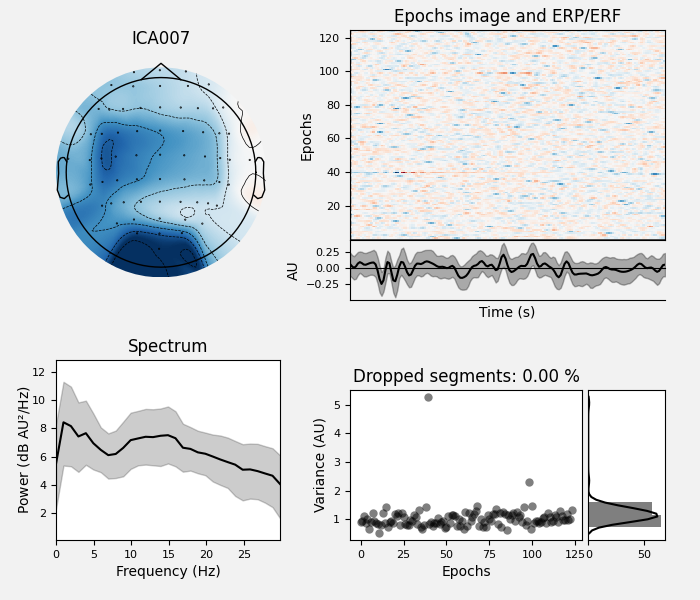 ICA007
Epochs image and ERP/ERF
Epochs
120
100
80
60
40
20
AU
0.25
0.00
−0.25
Time (s)
Spectrum
Power (dB AU²/Hz)
12
10
8
6
4
2
0 5 10 15 20 25
Frequency (Hz)
Dropped segments: 0.00 %
Variance (AU)
5
4
3
2
1
0 25 50 75 100 125
Epochs
0 50